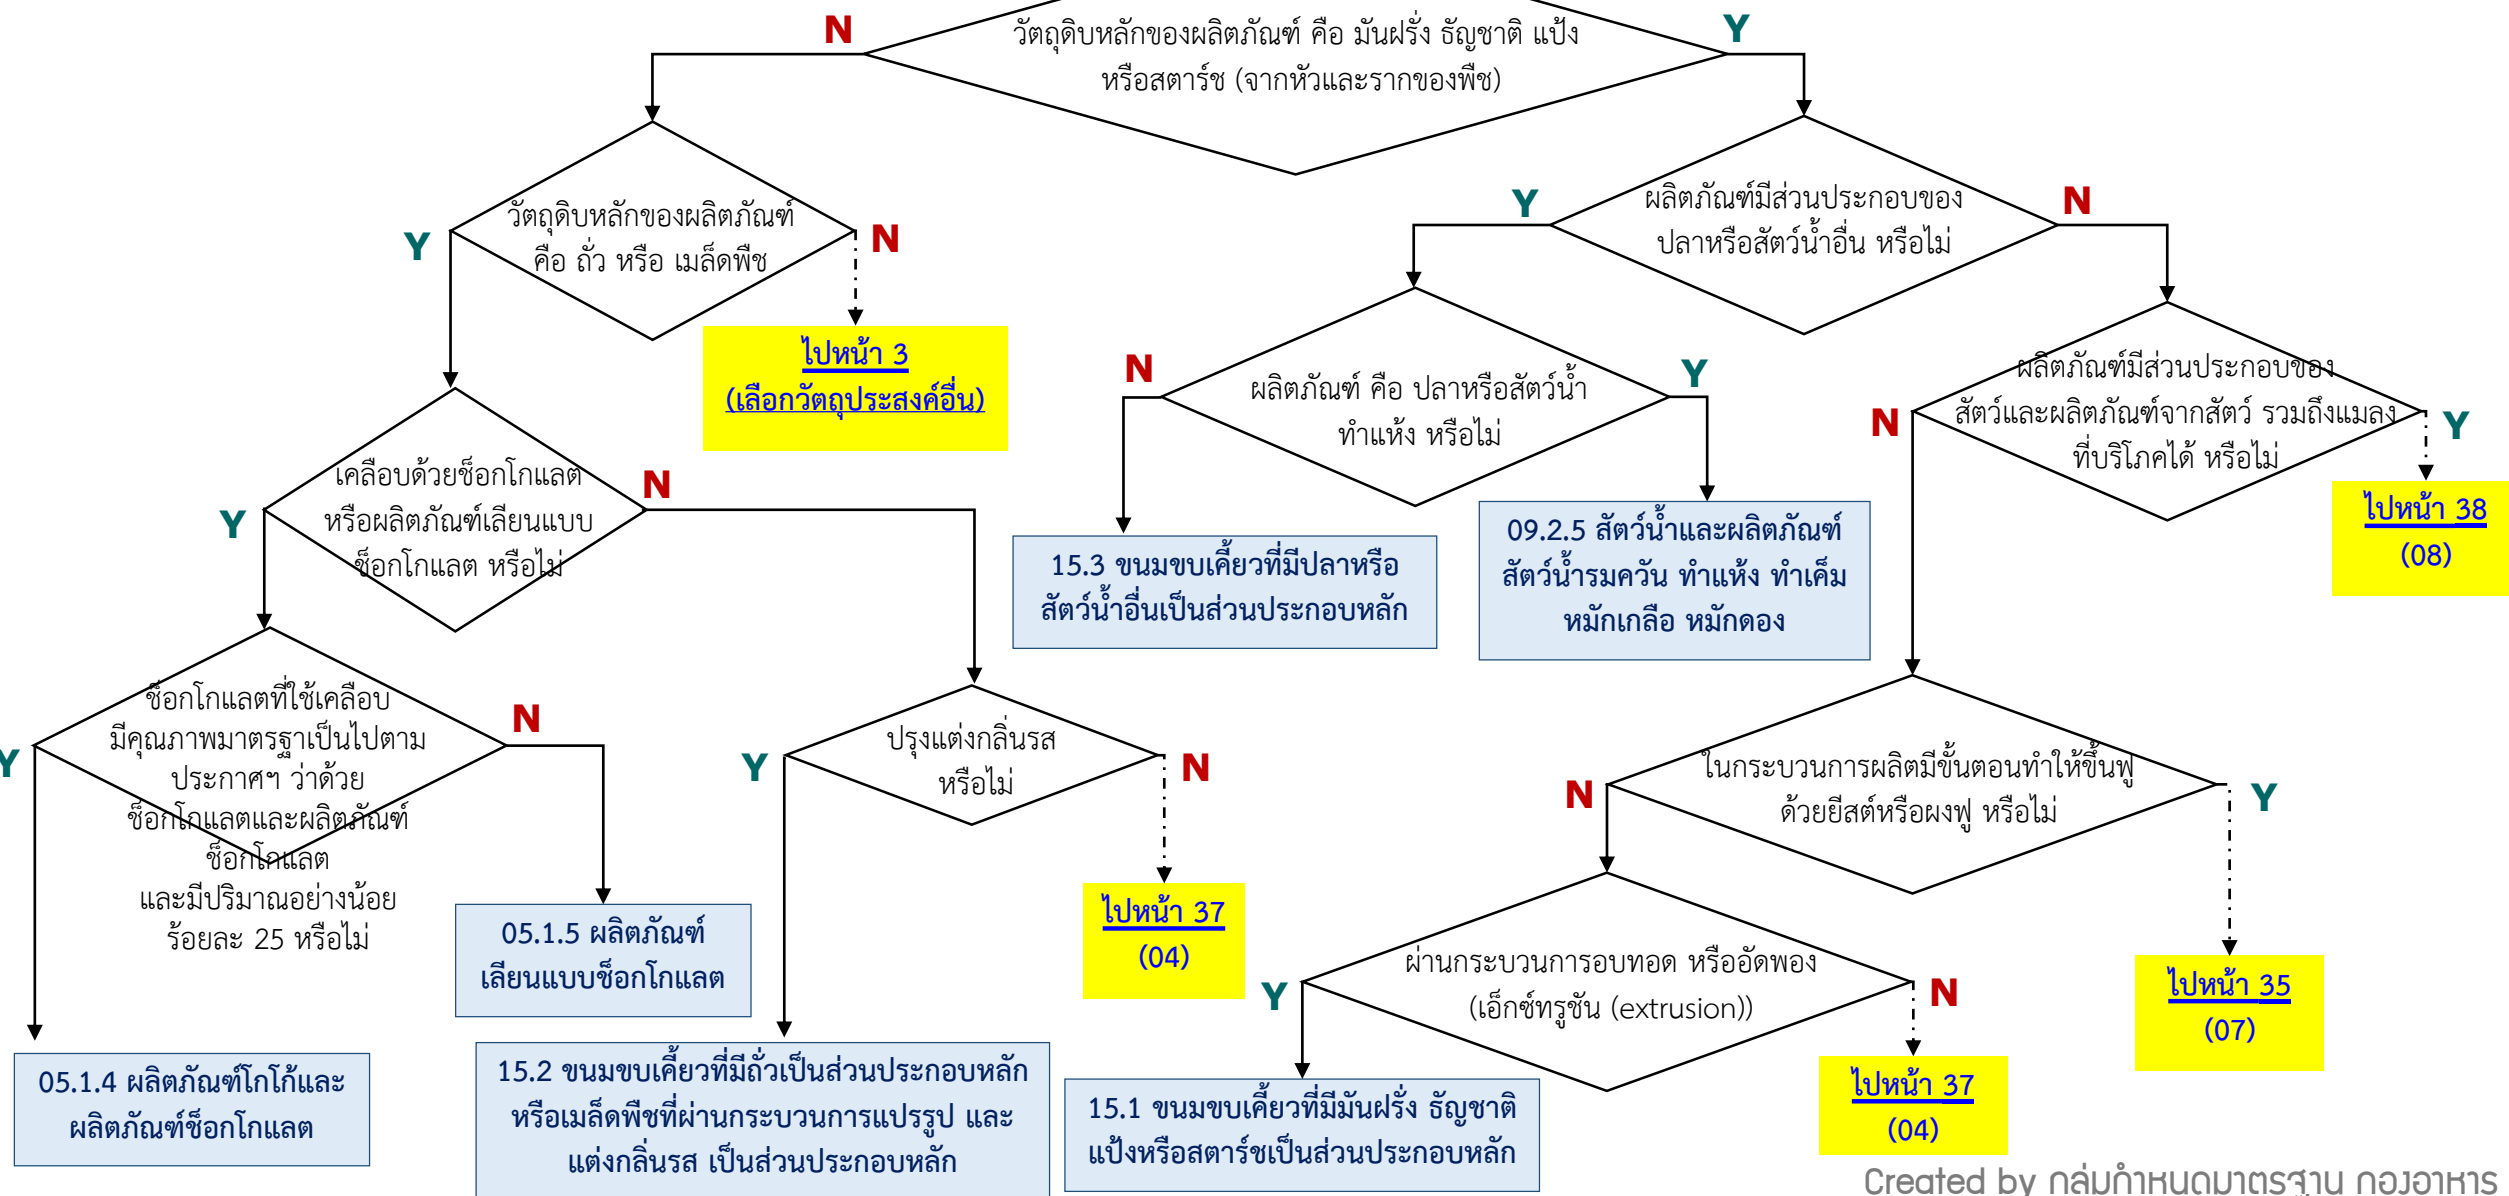 N
วัตถุดิบหลักของผลิตภัณฑ์ คือ มันฝรั่ง ธัญชาติ แป้ง
หรือสตาร์ช (จากหัวและรากของพืช)
Y
วัตถุดิบหลักของผลิตภัณฑ์
คือ ถั่ว หรือ เมล็ดพืช
Y
N
ผลิตภัณฑ์มีส่วนประกอบของ
ปลาหรือสัตว์น้ำอื่น หรือไม่
Y
N
ไปหน้า 3
(เลือกวัตถุประสงค์อื่น)
ผลิตภัณฑ์ คือ ปลาหรือสัตว์น้ำ
ทำแห้ง หรือไม่
N
Y
ผลิตภัณฑ์มีส่วนประกอบของ
สัตว์และผลิตภัณฑ์จากสัตว์ รวมถึงแมลง
ที่บริโภคได้ หรือไม่
N
Y
เคลือบด้วยช็อกโกแลต
หรือผลิตภัณฑ์เลียนแบบ
ช็อกโกแลต หรือไม่
Y
N
15.3 ขนมขบเคี้ยวที่มีปลาหรือ
สัตว์น้ำอื่นเป็นส่วนประกอบหลัก
09.2.5 สัตว์น้ำและผลิตภัณฑ์
สัตว์น้ำรมควัน ทำแห้ง ทำเค็ม
หมักเกลือ หมักดอง
ไปหน้า 38
(08)
ช็อกโกแลตที่ใช้เคลือบ
มีคุณภาพมาตรฐาเป็นไปตาม
ประกาศฯ ว่าด้วย
ช็อกโกแลตและผลิตภัณฑ์
ช็อกโกแลต
และมีปริมาณอย่างน้อย
ร้อยละ 25 หรือไม่
Y
N
ปรุงแต่งกลิ่นรส
หรือไม่
Y
N
ในกระบวนการผลิตมีขั้นตอนทำให้ขึ้นฟู
ด้วยยีสต์หรือผงฟู หรือไม่
N
Y
05.1.5 ผลิตภัณฑ์
เลียนแบบช็อกโกแลต
ไปหน้า 37
(04)
ผ่านกระบวนการอบทอด หรืออัดพอง
(เอ็กซ์ทรูชัน (extrusion))
Y
N
ไปหน้า 35
(07)
05.1.4 ผลิตภัณฑ์โกโก้และ
ผลิตภัณฑ์ช็อกโกแลต
15.2 ขนมขบเคี้ยวที่มีถั่วเป็นส่วนประกอบหลัก
หรือเมล็ดพืชที่ผ่านกระบวนการแปรรูป และ
แต่งกลิ่นรส เป็นส่วนประกอบหลัก
15.1 ขนมขบเคี้ยวที่มีมันฝรั่ง ธัญชาติ
แป้งหรือสตาร์ชเป็นส่วนประกอบหลัก
ไปหน้า 37
(04)
Created by กลุ่มกำหนดมาตรฐาน กองอาหาร